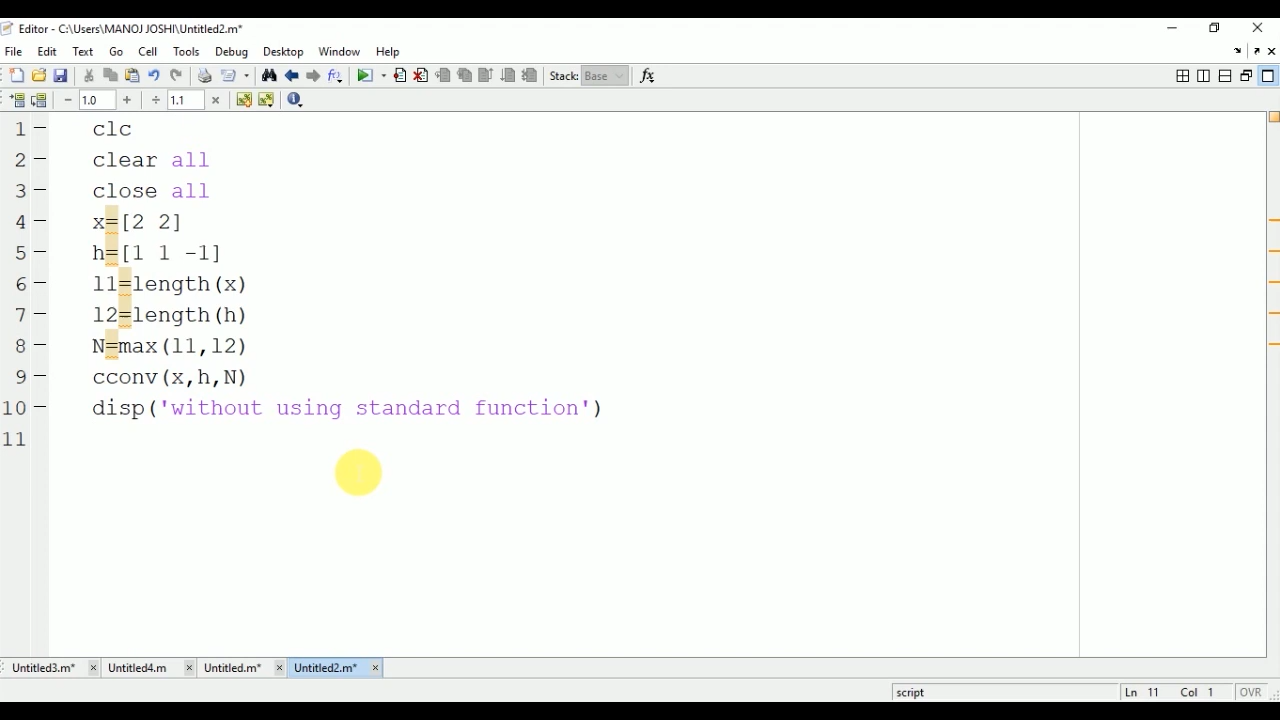 Editor - C:\Users\MANOJ JOSHI\Untitled2.m*
File Edit Text Go Cell Tools Debug Desktop Window Help
Stack: Base fx
− 1.0 + ÷ 1.1 ×
1 − clc
2 − clear all
3 − close all
4 − x=[2 2]
5 − h=[1 1 -1]
6 − l1=length(x)
7 − l2=length(h)
8 − N=max(l1,l2)
9 − cconv(x,h,N)
10 − disp('without using standard function')
11
Untitled3.m* × Untitled4.m × Untitled.m* × Untitled2.m* ×
script Ln 11 Col 1 OVR